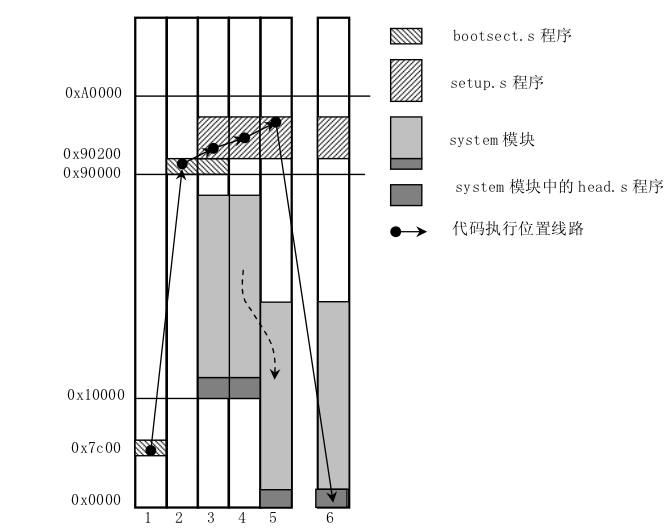 bootsect.s 程序
setup.s 程序
system 模块
system 模块中的 head.s 程序
代码执行位置线路
0xA0000
0x90200
0x90000
0x10000
0x7c00
0x0000
1 2 3 4 5 6